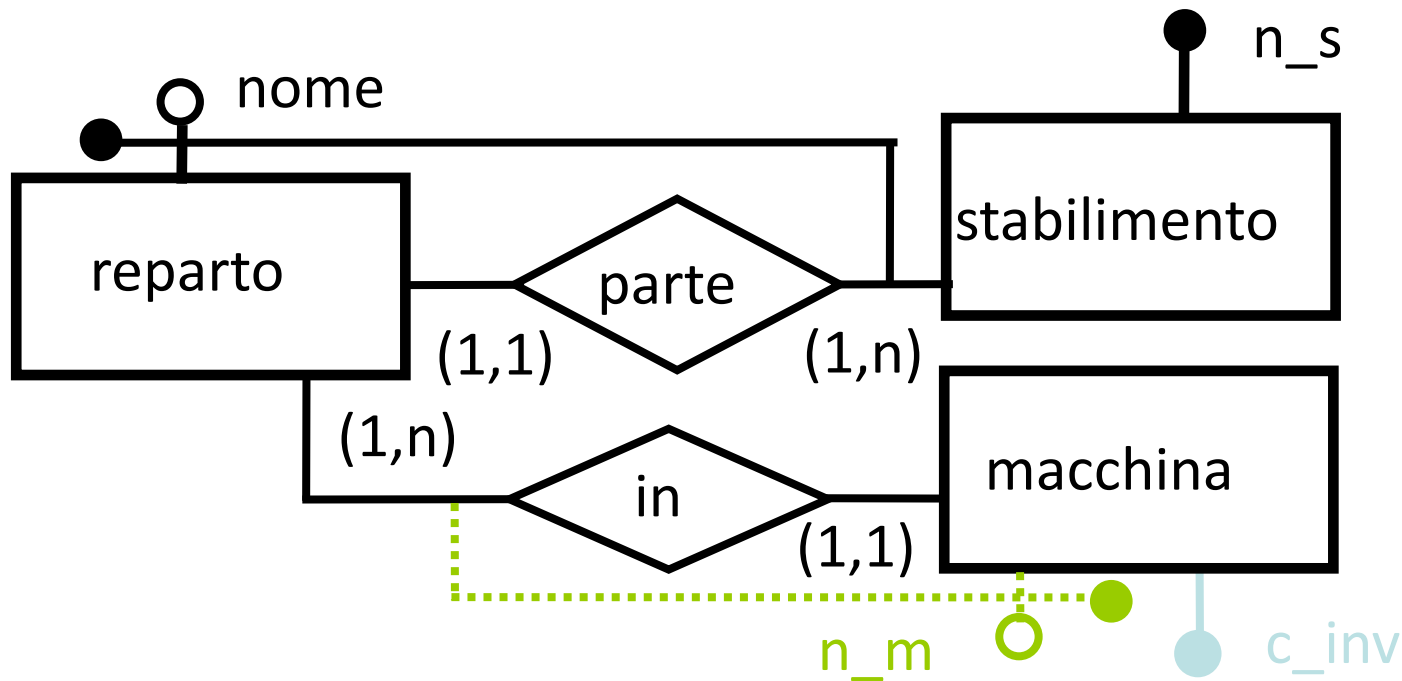 n_s
nome
stabilimento
reparto
parte
(1,1)
(1,n)
(1,n)
macchina
in
(1,1)
n_m
c_inv